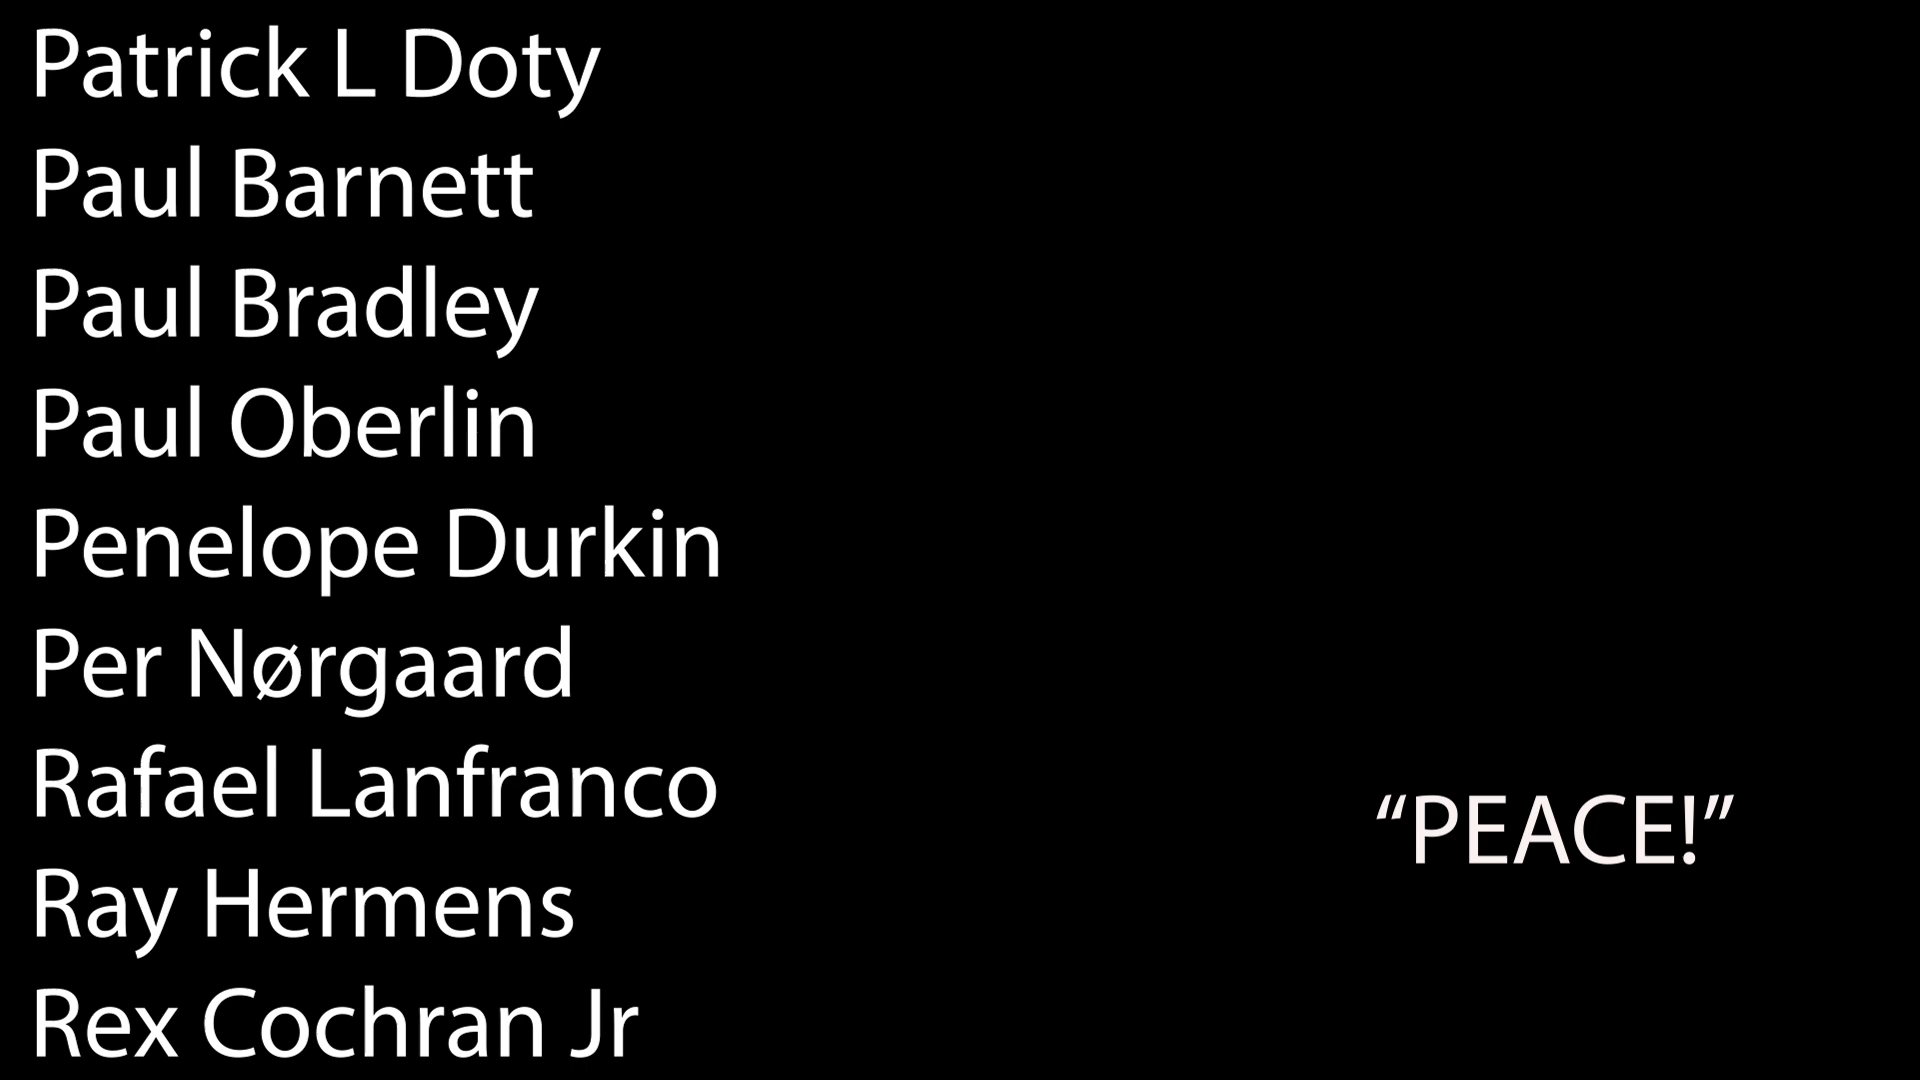 Patrick L Doty
Paul Barnett
Paul Bradley
Paul Oberlin
Penelope Durkin
Per Nørgaard
Rafael Lanfranco
“PEACE!”
Ray Hermens
Rex Cochran Jr